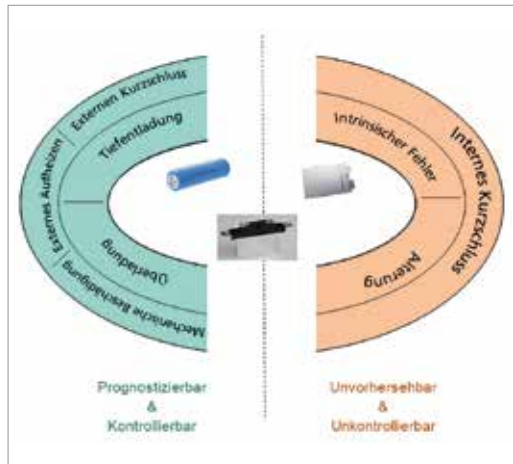 Externen Kurzschluss
Tiefentladung
Externes Aufheizen
Überladung
Mechanische Beschädigung
Intrinsischer Fehler
Internes Kurzschluss
Alterung
Prognostizierbar
&
Kontrollierbar
Unvorhersehbar
&
Unkontrollierbar